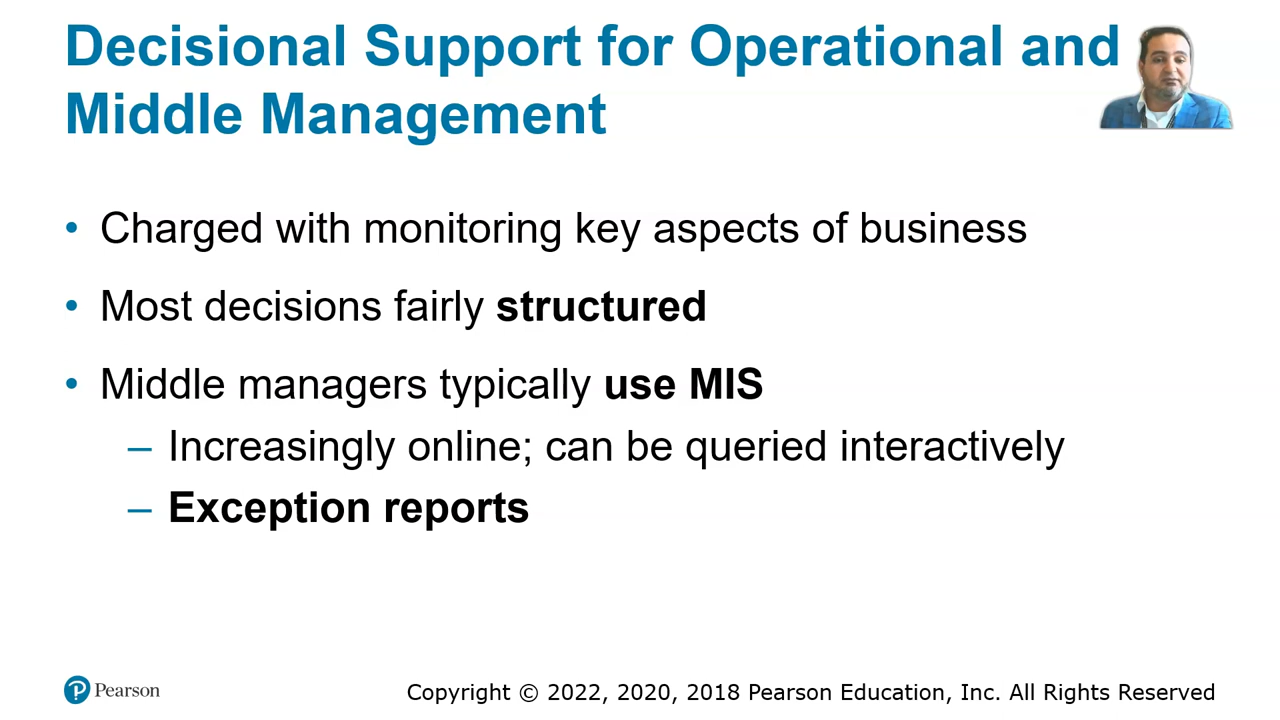 Decisional Support for Operational and
Middle Management
• Charged with monitoring key aspects of business
• Most decisions fairly structured
• Middle managers typically use MIS
– Increasingly online; can be queried interactively
– Exception reports
Pearson
Copyright © 2022, 2020, 2018 Pearson Education, Inc. All Rights Reserved